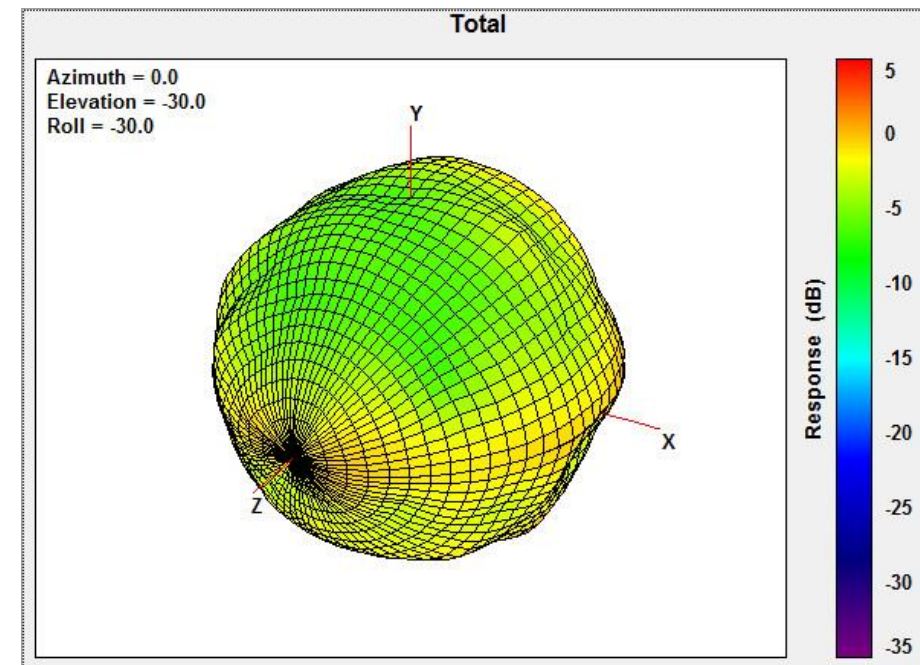 Total
Azimuth = 0.0
Elevation = -30.0
Roll = -30.0
Y
X
Z
5
0
-5
-10
-15
-20
-25
-30
-35
Response (dB)